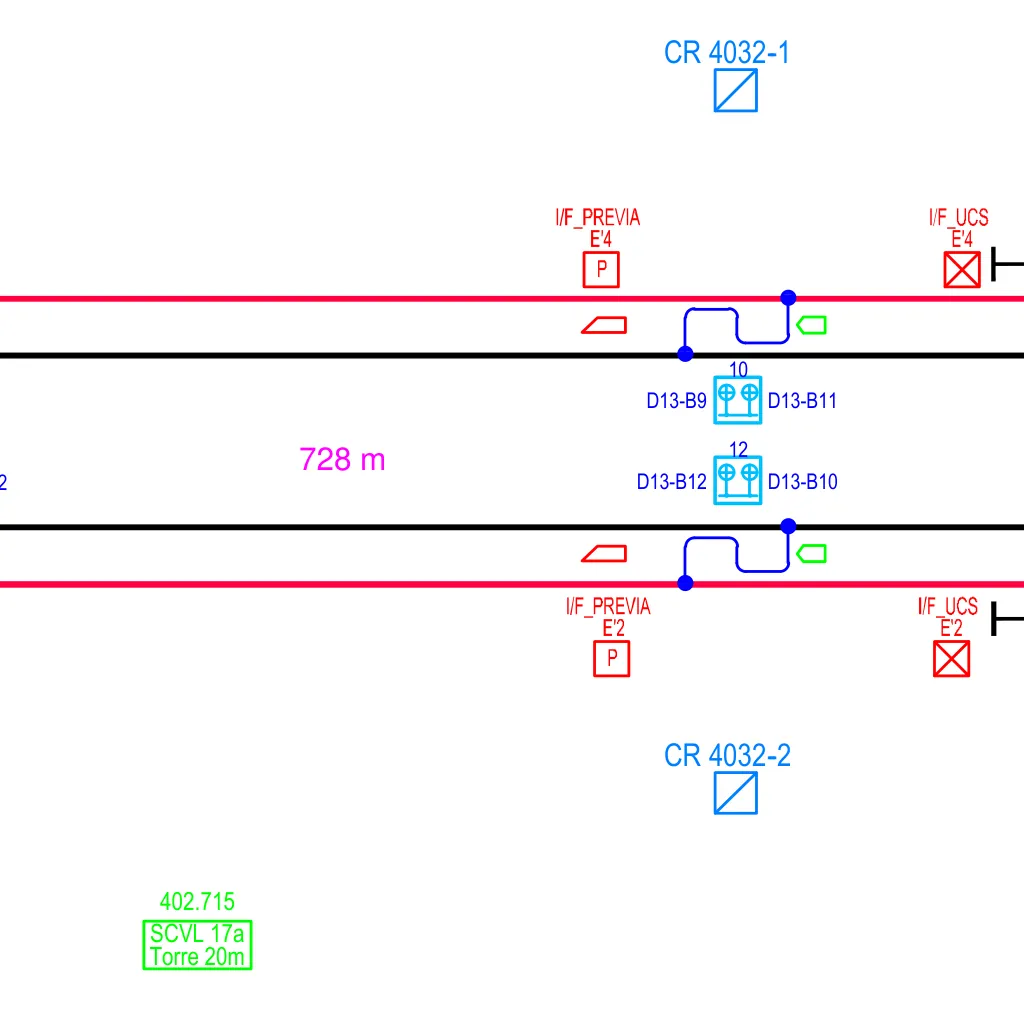 CR 4032-1
I/F_PREVIA
E'4
P
I/F_UCS
E'4
10
D13-B9
D13-B11
728 m
12
2
D13-B12
D13-B10
I/F_PREVIA
E'2
P
I/F_UCS
E'2
CR 4032-2
402.715
SCVL 17a
Torre 20m